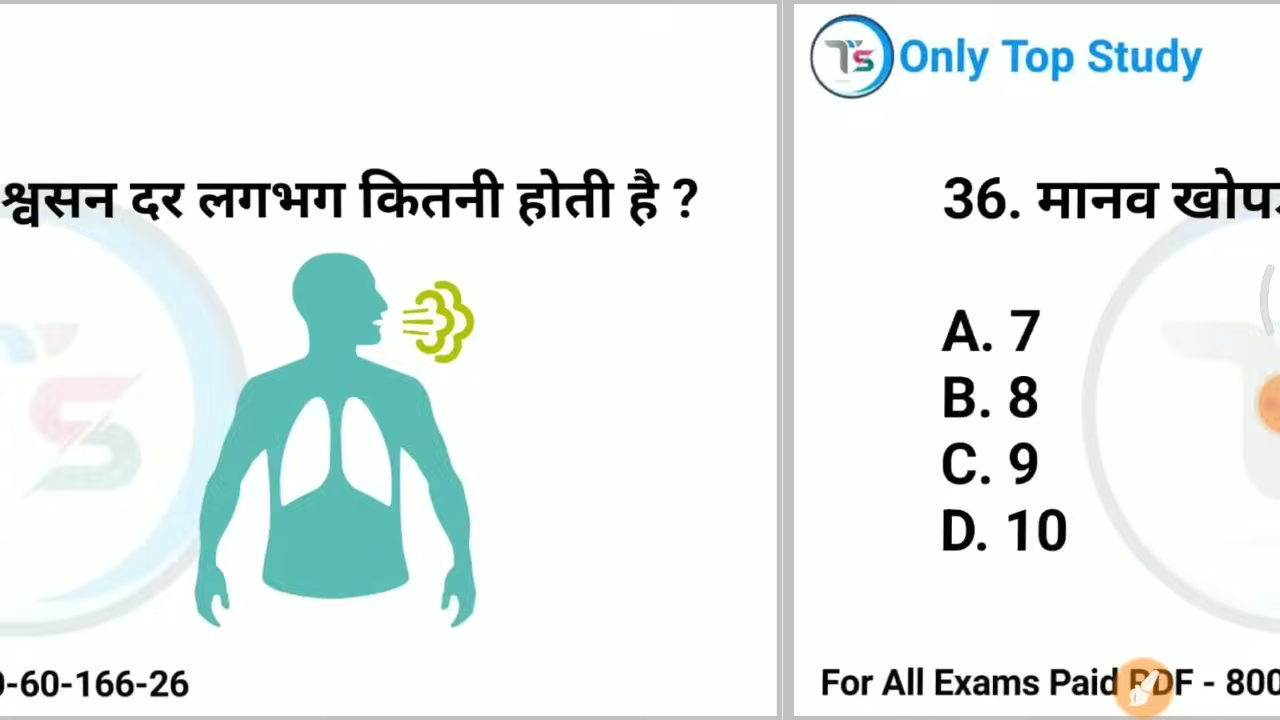 श्वसन दर लगभग कितनी होती है ?
-60-166-26
TS Only Top Study
36. मानव
A. 7
B. 8
C. 9
D. 10
For All Exams Paid PDF - 800